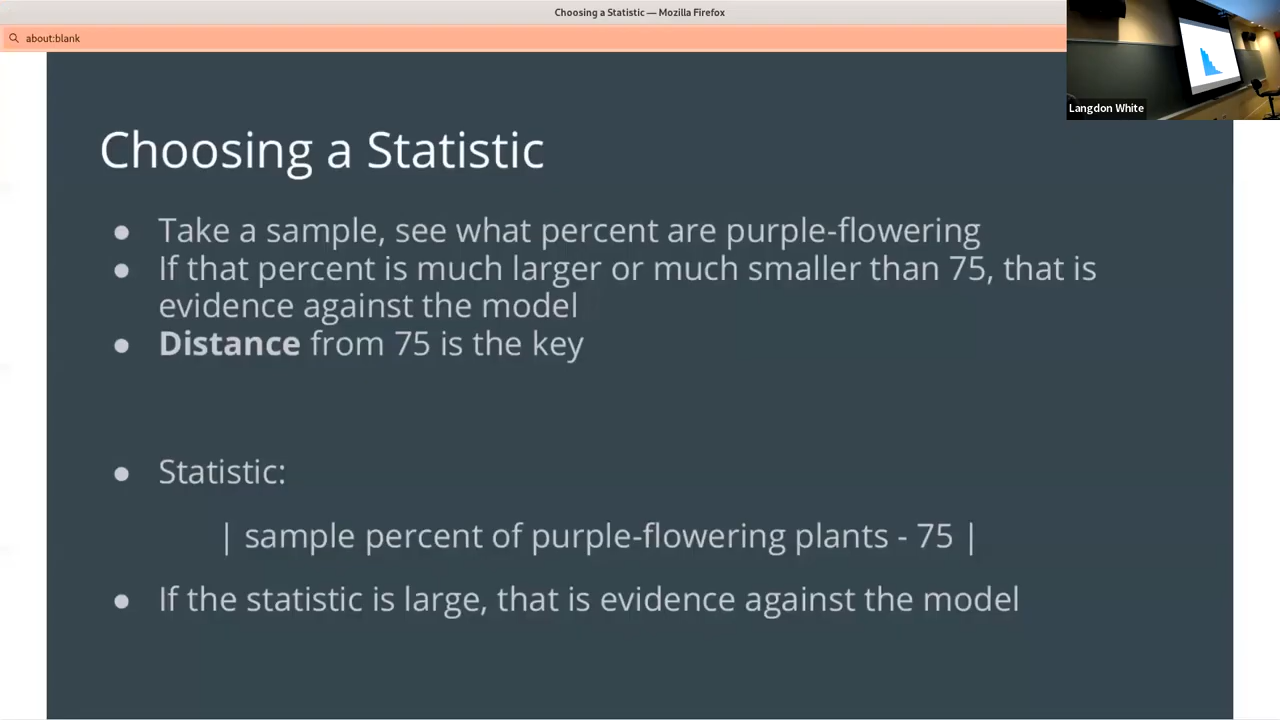 Choosing a Statistic — Mozilla Firefox
about:blank
Langdon White
Choosing a Statistic
● Take a sample, see what percent are purple-flowering
● If that percent is much larger or much smaller than 75, that is
evidence against the model
● Distance from 75 is the key
● Statistic:
| sample percent of purple-flowering plants - 75 |
● If the statistic is large, that is evidence against the model